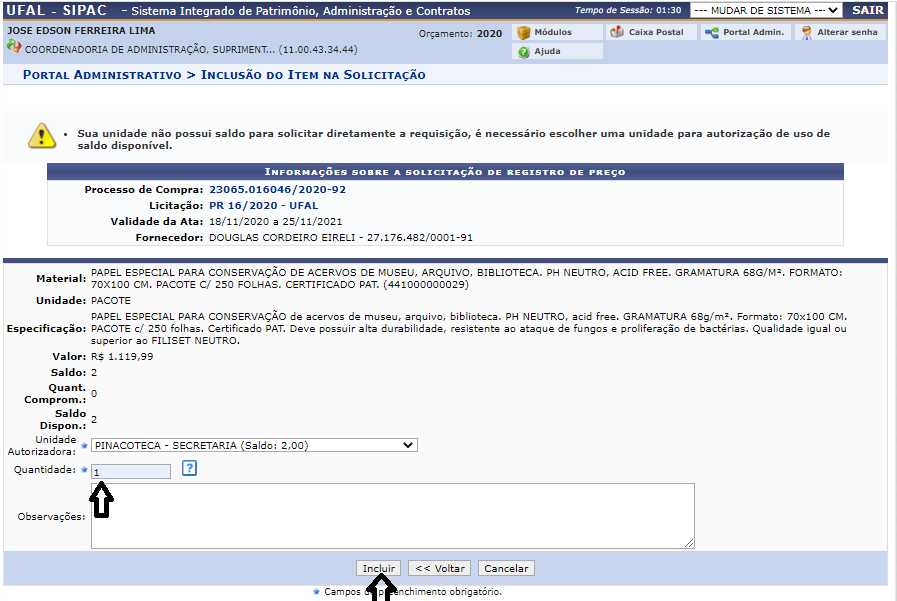 UFAL - SIPAC - Sistema Integrado de Patrimônio, Administração e Contratos Tempo de Sessão: 01:30 --- MUDAR DE SISTEMA --- SAIR
JOSE EDSON FERREIRA LIMA Orçamento: 2020 Módulos Caixa Postal Portal Admin. Alterar senha
COORDENADORIA DE ADMINISTRAÇÃO, SUPRIMENT... (11.00.43.34.44) Ajuda
PORTAL ADMINISTRATIVO > INCLUSÃO DO ITEM NA SOLICITAÇÃO
• Sua unidade não possui saldo para solicitar diretamente a requisição, é necessário escolher uma unidade para autorização de uso de
saldo disponível.
INFORMAÇÕES SOBRE A SOLICITAÇÃO DE REGISTRO DE PREÇO
Processo de Compra: 23065.016046/2020-92
Licitação: PR 16/2020 - UFAL
Validade da Ata: 18/11/2020 a 25/11/2021
Fornecedor: DOUGLAS CORDEIRO EIRELI - 27.176.482/0001-91
Material: PAPEL ESPECIAL PARA CONSERVAÇÃO DE ACERVOS DE MUSEU, ARQUIVO, BIBLIOTECA. PH NEUTRO, ACID FREE. GRAMATURA 68G/M². FORMATO:
70X100 CM. PACOTE C/ 250 FOLHAS. CERTIFICADO PAT. (441000000029)
Unidade: PACOTE
PAPEL ESPECIAL PARA CONSERVAÇÃO de acervos de museu, arquivo, biblioteca. PH NEUTRO, acid free. GRAMATURA 68g/m². Formato: 70x100 CM.
Especificação: PACOTE c/ 250 folhas. Certificado PAT. Deve possuir alta durabilidade, resistente ao ataque de fungos e proliferação de bactérias. Qualidade igual ou
superior ao FILISET NEUTRO.
Valor: R$ 1.119,99
Saldo: 2
Quant.
Comprom.: 0
Saldo
Dispon.: 2
Unidade
Autorizadora: PINACOTECA - SECRETARIA (Saldo: 2,00)
Quantidade: 1 ?
Observações:
Incluir << Voltar Cancelar
Campos de preenchimento obrigatório.